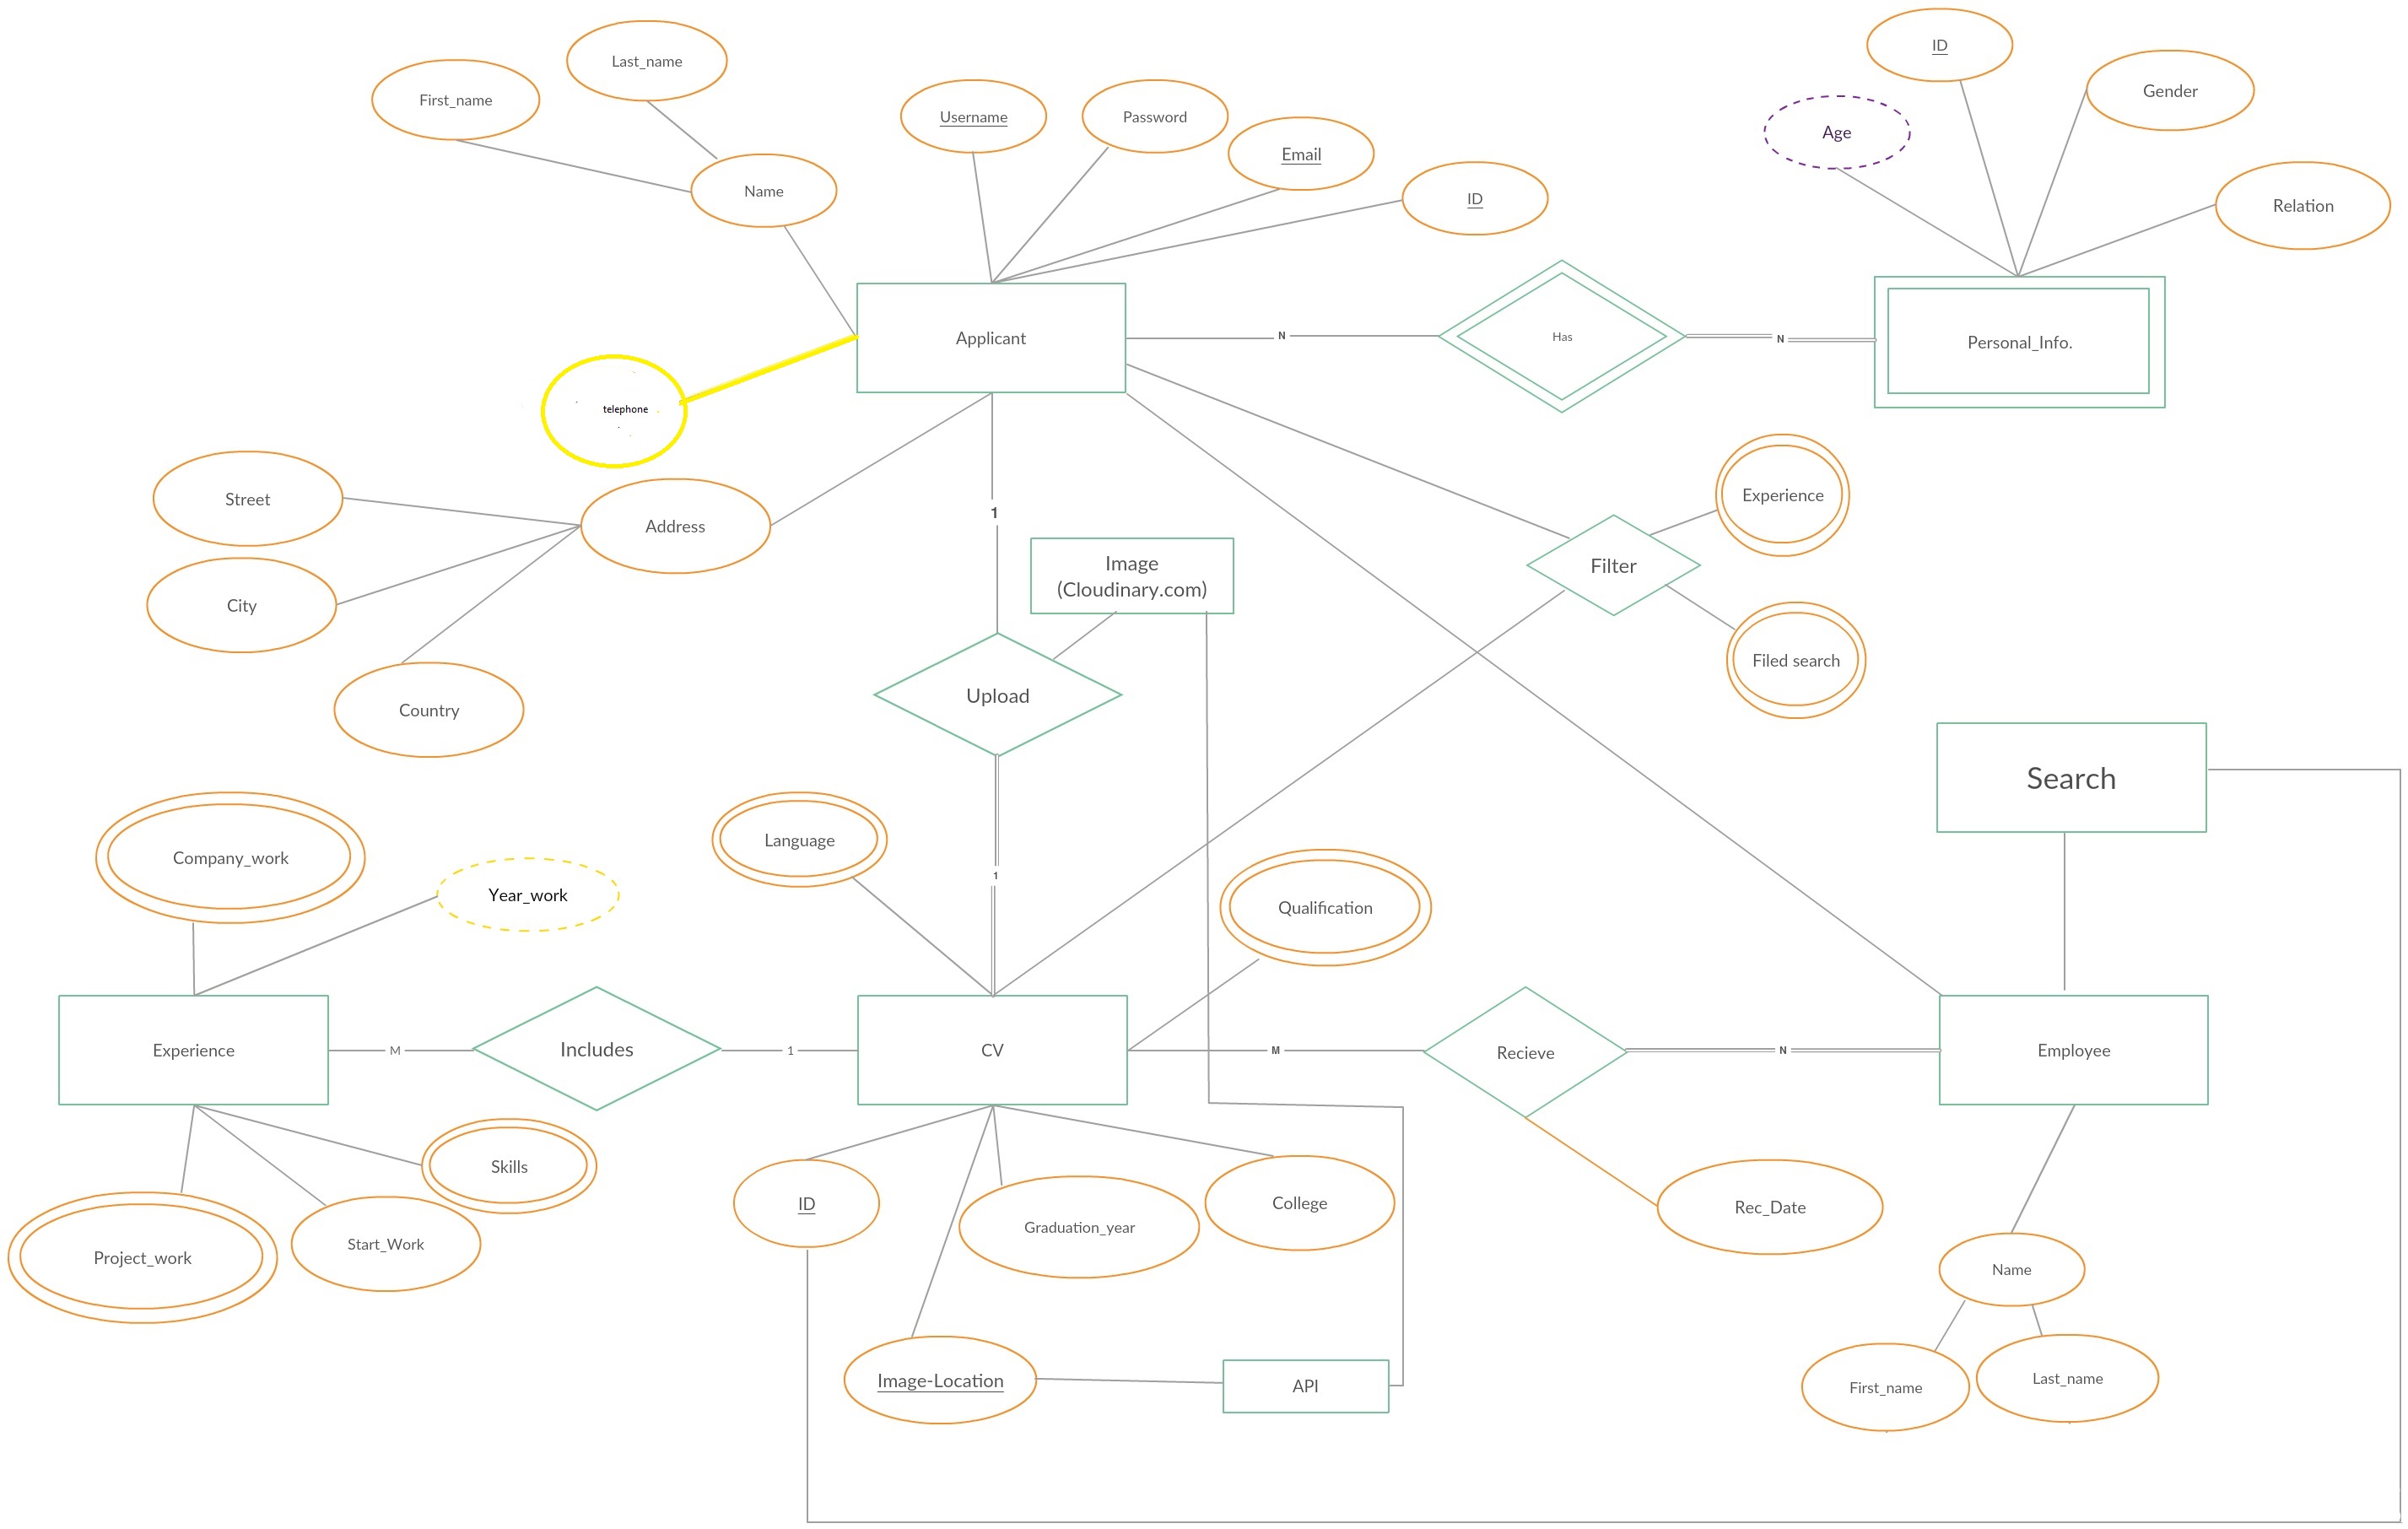 ID
Last_name
Gender
First_name
Username
Password
Age
Email
Name
ID
Relation
Applicant
N
Has
N
Personal_Info.
telephone
Street
Experience
1
Address
Image
(Cloudinary.com)
Filter
City
Filed search
Upload
Country
Search
Language
Company_work
1
Year_work
Qualification
Experience
M
Includes
1
CV
M
Recieve
N
Employee
Skills
ID
College
Rec_Date
Graduation_year
Start_Work
Project_work
Name
Image-Location
API
First_name
Last_name